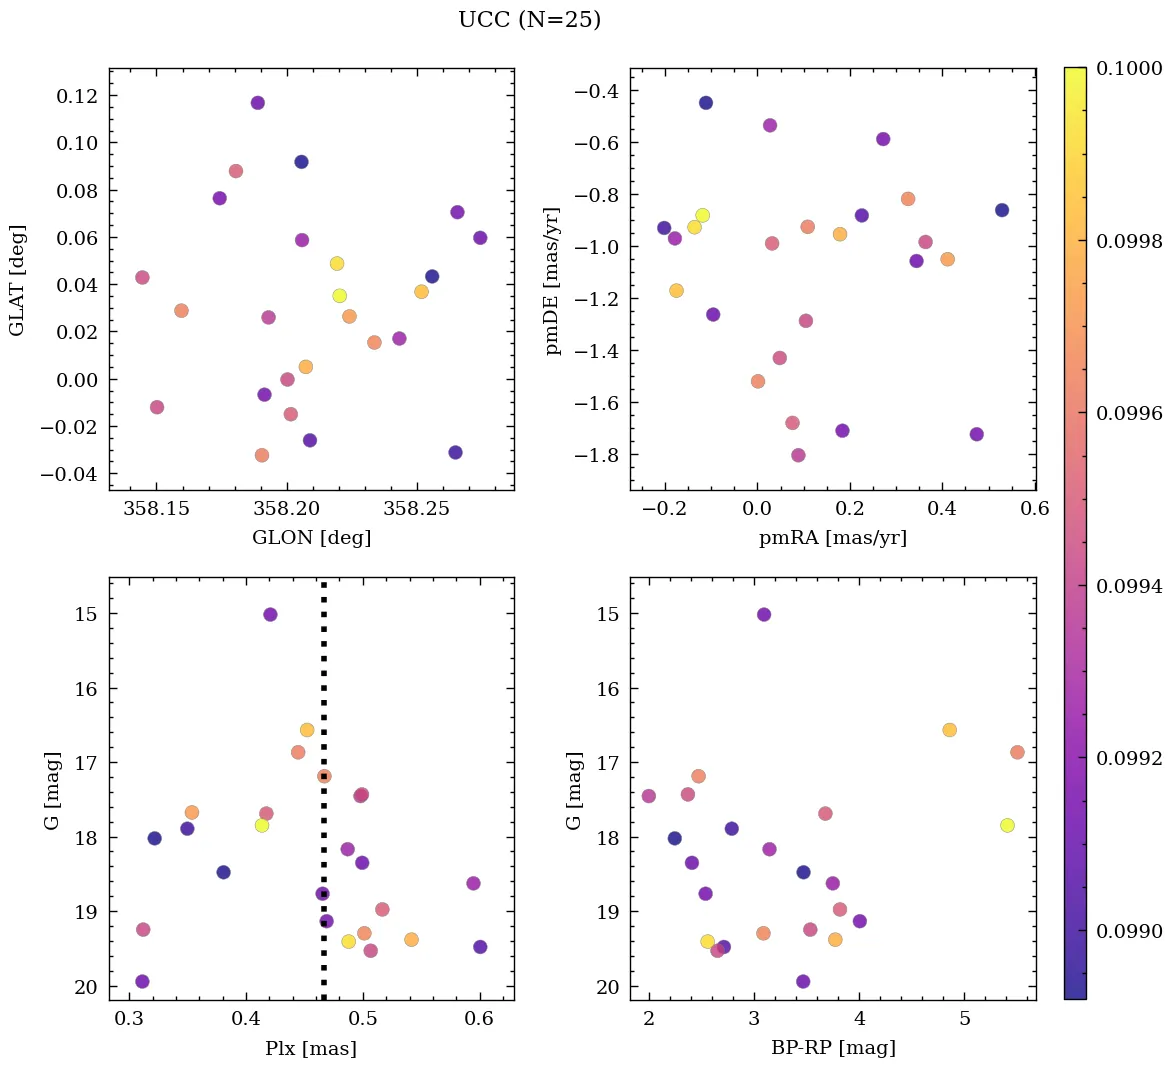 UCC (N=25)
0.12
0.10
0.08
0.06
0.04
0.02
0.00
−0.02
−0.04
GLAT [deg]
358.15 358.20 358.25
GLON [deg]
−0.4
−0.6
−0.8
−1.0
−1.2
−1.4
−1.6
−1.8
pmDE [mas/yr]
−0.2 0.0 0.2 0.4 0.6
pmRA [mas/yr]
15
16
17
18
19
20
G [mag]
0.3 0.4 0.5 0.6
Plx [mas]
15
16
17
18
19
20
G [mag]
2 3 4 5
BP-RP [mag]
0.1000
0.0998
0.0996
0.0994
0.0992
0.0990